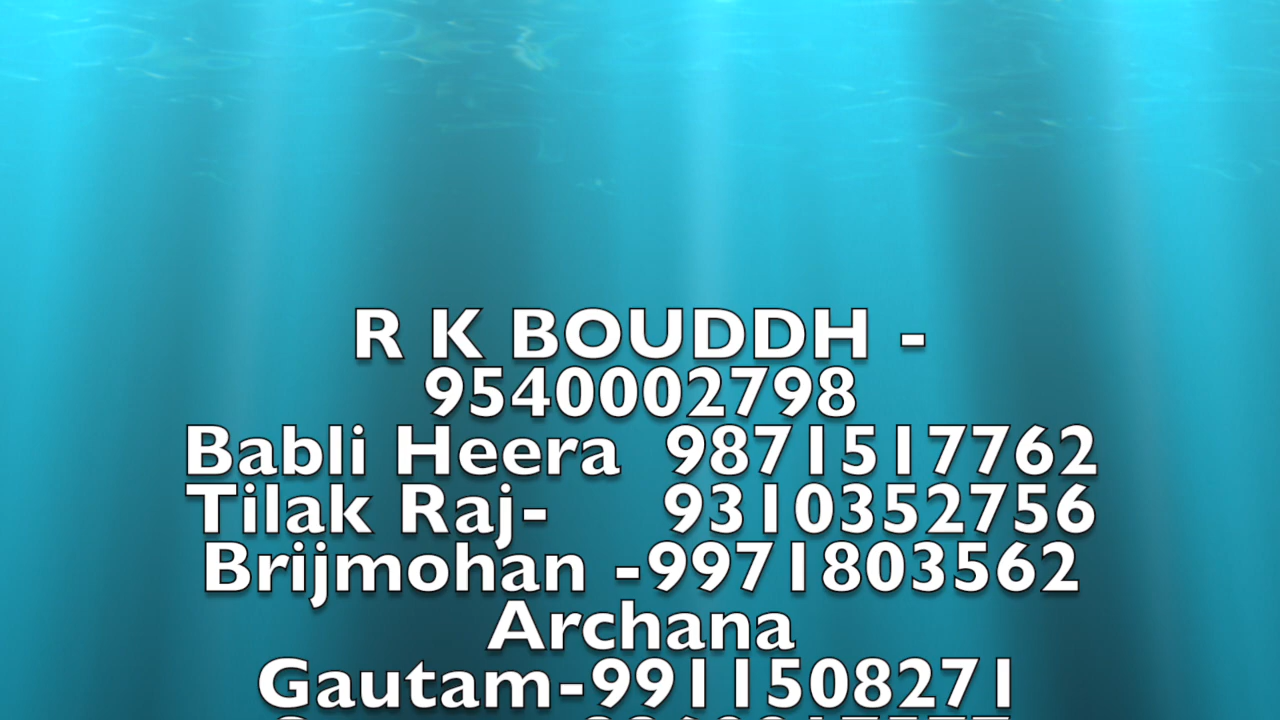 R K BOUDDH -
9540002798
Babli Heera 9871517762
Tilak Raj- 9310352756
Brijmohan -9971803562
Archana
Gautam-9911508271